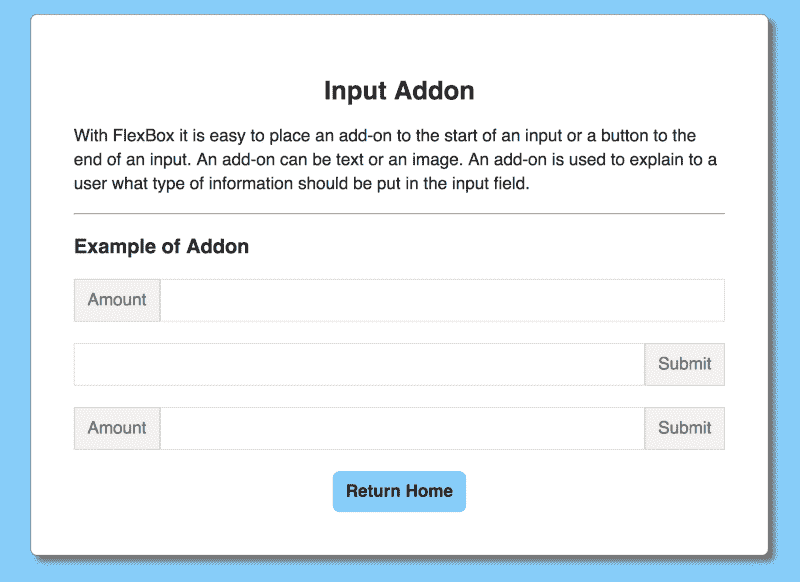 Input Addon
With FlexBox it is easy to place an add-on to the start of an input or a button to the
end of an input. An add-on can be text or an image. An add-on is used to explain to a
user what type of information should be put in the input field.
Example of Addon
Amount
Submit
Amount Submit
Return Home